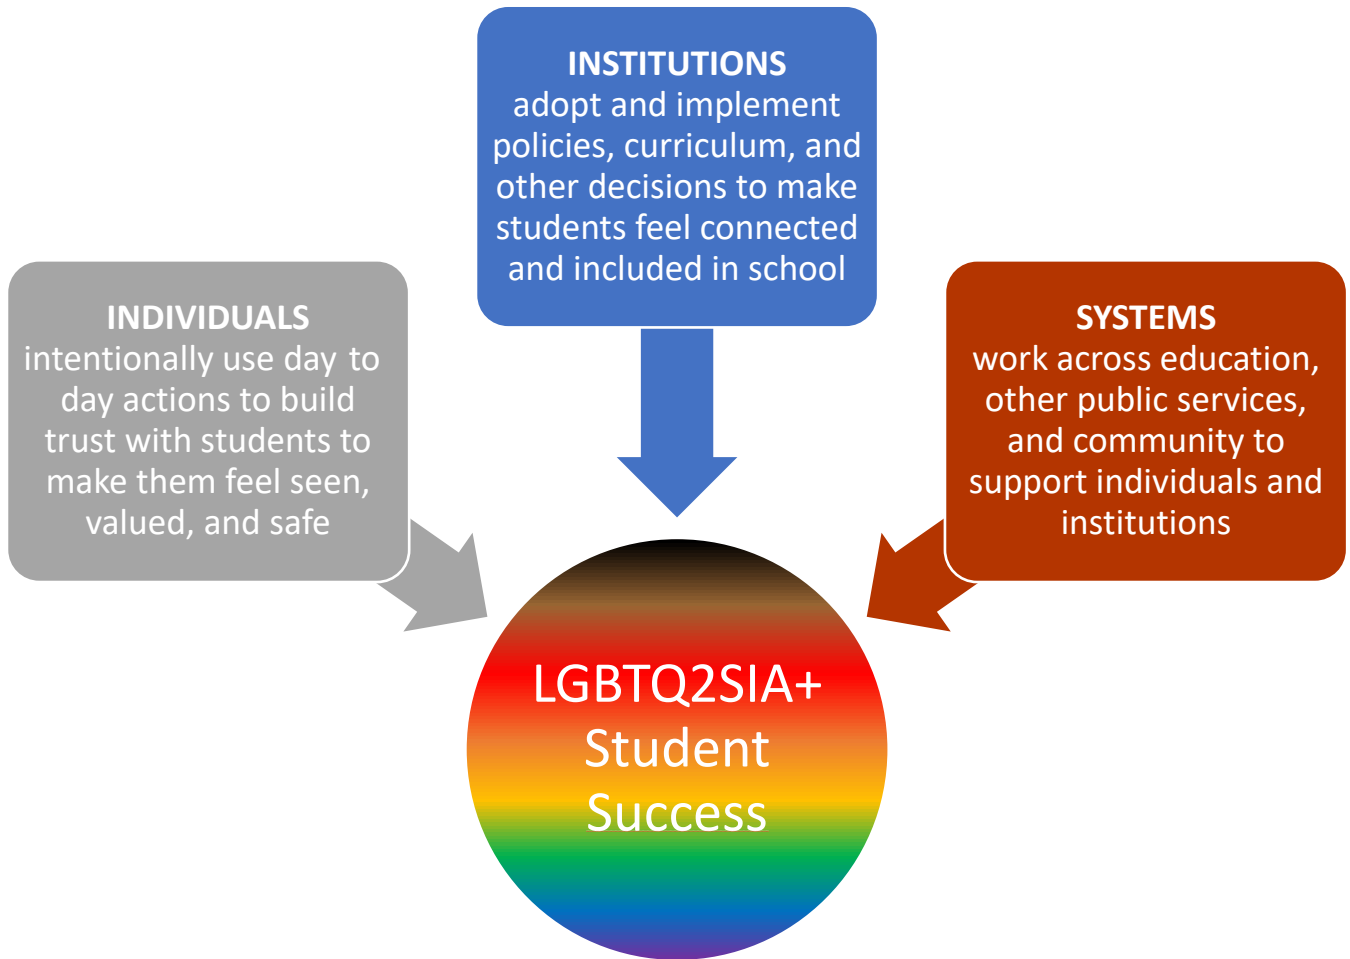 INSTITUTIONS
adopt and implement
policies, curriculum, and
other decisions to make
students feel connected
and included in school
INDIVIDUALS
intentionally use day to
day actions to build
trust with students to
make them feel seen,
valued, and safe
SYSTEMS
work across education,
other public services,
and community to
support individuals and
institutions
LGBTQ2SIA+
Student
Success